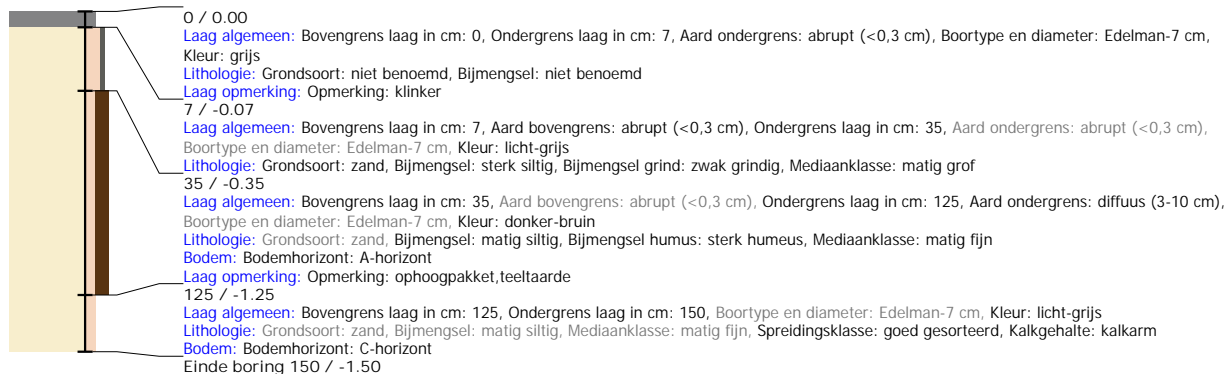 0 / 0.00
Laag algemeen: Bovengrens laag in cm: 0, Ondergrens laag in cm: 7, Aard ondergrens: abrupt (<0,3 cm), Boortype en diameter: Edelman-7 cm,
Kleur: grijs
Lithologie: Grondsoort: niet benoemd, Bijmengsel: niet benoemd
Laag opmerking: Opmerking: klinker
7 / -0.07
Laag algemeen: Bovengrens laag in cm: 7, Aard bovengrens: abrupt (<0,3 cm), Ondergrens laag in cm: 35, Aard ondergrens: abrupt (<0,3 cm),
Boortype en diameter: Edelman-7 cm, Kleur: licht-grijs
Lithologie: Grondsoort: zand, Bijmengsel: sterk siltig, Bijmengsel grind: zwak grindig, Mediaanklasse: matig grof
35 / -0.35
Laag algemeen: Bovengrens laag in cm: 35, Aard bovengrens: abrupt (<0,3 cm), Ondergrens laag in cm: 125, Aard ondergrens: diffuus (3-10 cm),
Boortype en diameter: Edelman-7 cm, Kleur: donker-bruin
Lithologie: Grondsoort: zand, Bijmengsel: matig siltig, Bijmengsel humus: sterk humeus, Mediaanklasse: matig fijn
Bodem: Bodemhorizont: A-horizont
Laag opmerking: Opmerking: ophoogpakket,teeltaarde
125 / -1.25
Laag algemeen: Bovengrens laag in cm: 125, Ondergrens laag in cm: 150, Boortype en diameter: Edelman-7 cm, Kleur: licht-grijs
Lithologie: Grondsoort: zand, Bijmengsel: matig siltig, Mediaanklasse: matig fijn, Spreidingsklasse: goed gesorteerd, Kalkgehalte: kalkarm
Bodem: Bodemhorizont: C-horizont
Einde boring 150 / -1.50